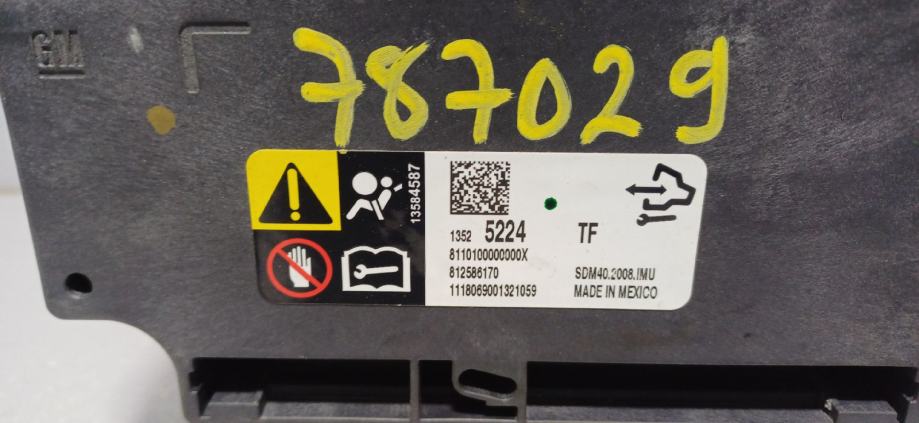 GM
787029
13584587
1352 5224 TF
8110100000000X
812586170 SDM40.2008.IMU
1118069001321059 MADE IN MEXICO